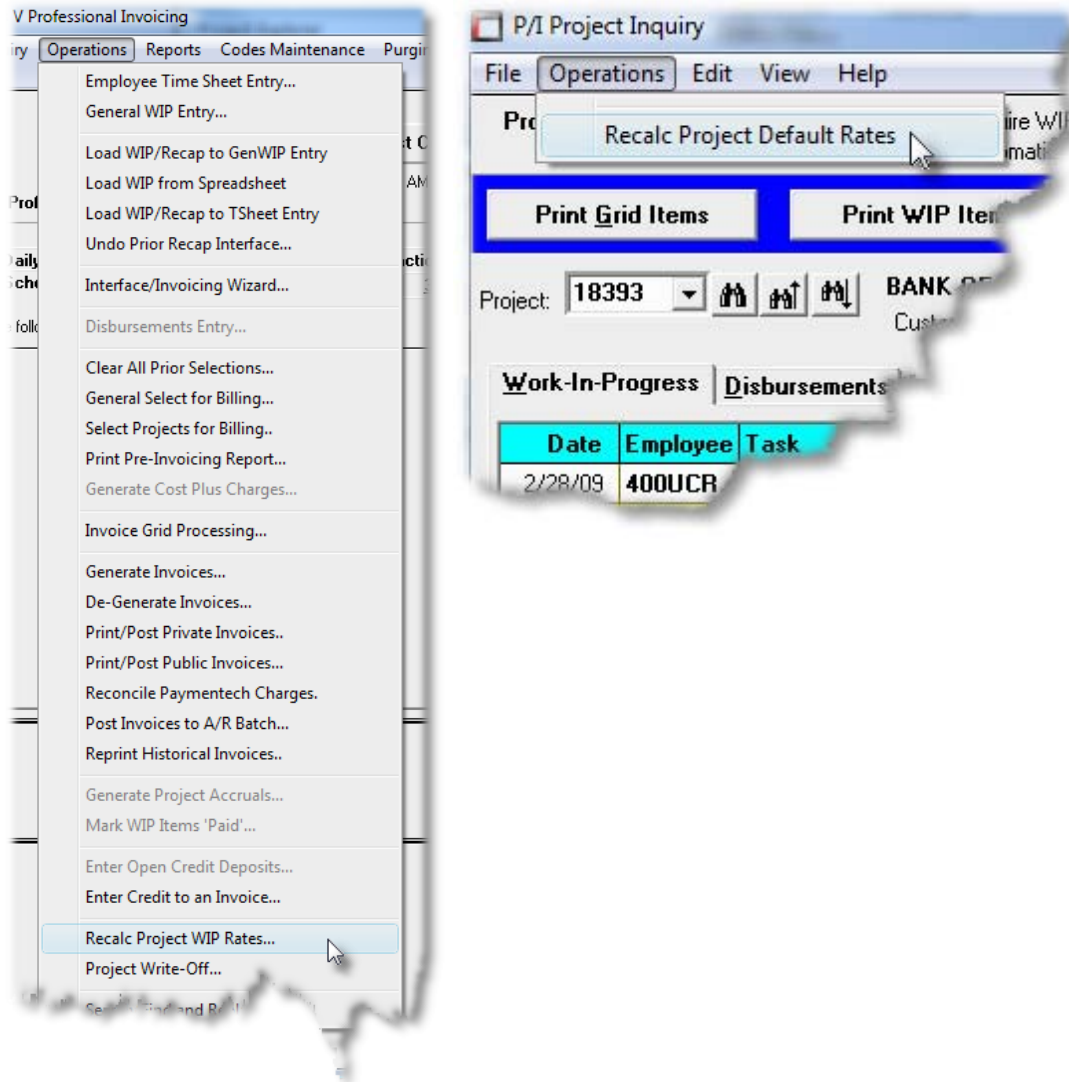 V Professional Invoicing
Operations Reports Codes Maintenance
Employee Time Sheet Entry...
General WIP Entry...
Load WIP/Recap to GenWIP Entry
Load WIP from Spreadsheet
Load WIP/Recap to TSheet Entry
Undo Prior Recap Interface...
Interface/Invoicing Wizard...
Disbursements Entry...
Clear All Prior Selections...
General Select for Billing...
Select Projects for Billing..
Print Pre-Invoicing Report...
Generate Cost Plus Charges...
Invoice Grid Processing...
Generate Invoices...
De-Generate Invoices...
Print/Post Private Invoices..
Print/Post Public Invoices...
Reconcile Paymentech Charges.
Post Invoices to A/R Batch...
Reprint Historical Invoices..
Generate Project Accruals...
Mark WIP Items 'Paid'...
Enter Open Credit Deposits...
Enter Credit to an Invoice...
Recalc Project WIP Rates...
Project Write-Off...
P/I Project Inquiry
File Operations Edit View Help
Recalc Project Default Rates
Print Grid Items Print WIP
Project: 18393 BANK
Work-In-Progress Disbursements
Date Employee Task
2/28/09 400UCR